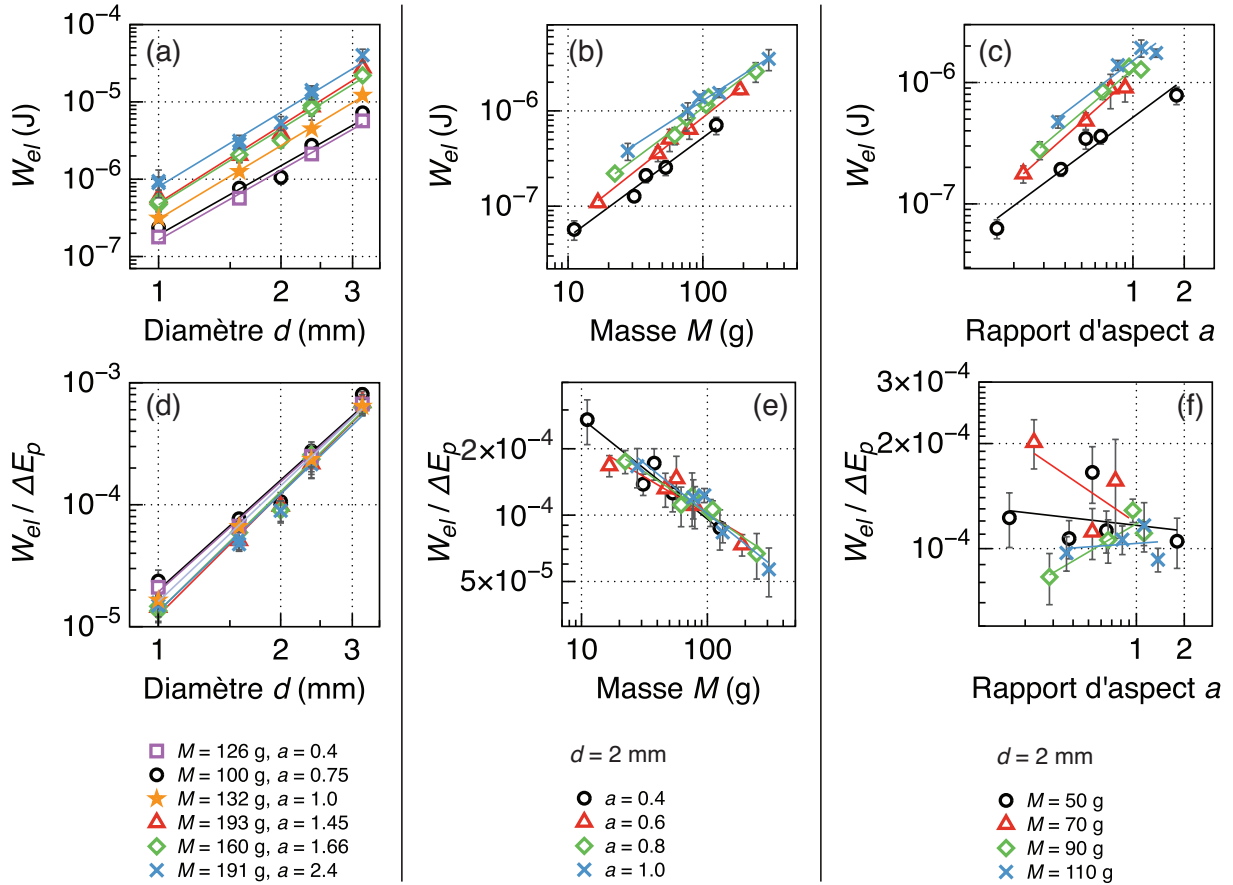 (a)
10⁻⁴
10⁻⁵
10⁻⁶
10⁻⁷
W_el (J)
1 2 3
Diamètre d (mm)
(b)
10⁻⁶
10⁻⁷
W_el (J)
10 100
Masse M (g)
(c)
10⁻⁶
10⁻⁷
W_el (J)
1 2
Rapport d'aspect a
(d)
10⁻³
10⁻⁴
10⁻⁵
W_el / ΔE_p
1 2 3
Diamètre d (mm)
(e)
2×10⁻⁴
10⁻⁴
5×10⁻⁵
W_el / ΔE_p
10 100
Masse M (g)
(f)
3×10⁻⁴
2×10⁻⁴
10⁻⁴
W_el / ΔE_p
1 2
Rapport d'aspect a
M = 126 g, a = 0.4
M = 100 g, a = 0.75
M = 132 g, a = 1.0
M = 193 g, a = 1.45
M = 160 g, a = 1.66
M = 191 g, a = 2.4
d = 2 mm
a = 0.4
a = 0.6
a = 0.8
a = 1.0
d = 2 mm
M = 50 g
M = 70 g
M = 90 g
M = 110 g